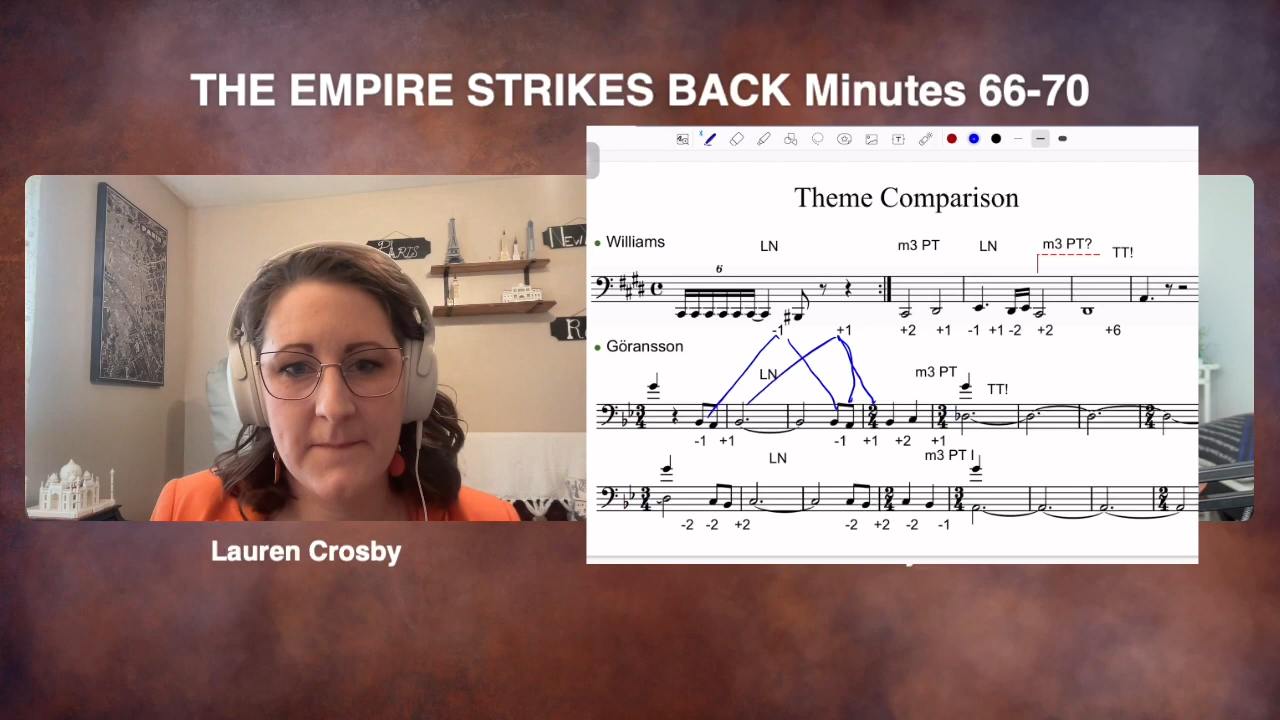 THE EMPIRE STRIKES BACK Minutes 66-70
PARIS
T
Theme Comparison
• Williams
LN
m3 PT
LN
m3 PT?
TT!
6
-1
+1
+2
+1
-1
+1
-2
+2
+6
• Göransson
LN
m3 PT
TT!
-1
+1
-1
+1
+2
+1
LN
m3 PT I
-2
-2
+2
-2
+2
-2
-1
PARIS
Lauren Crosby